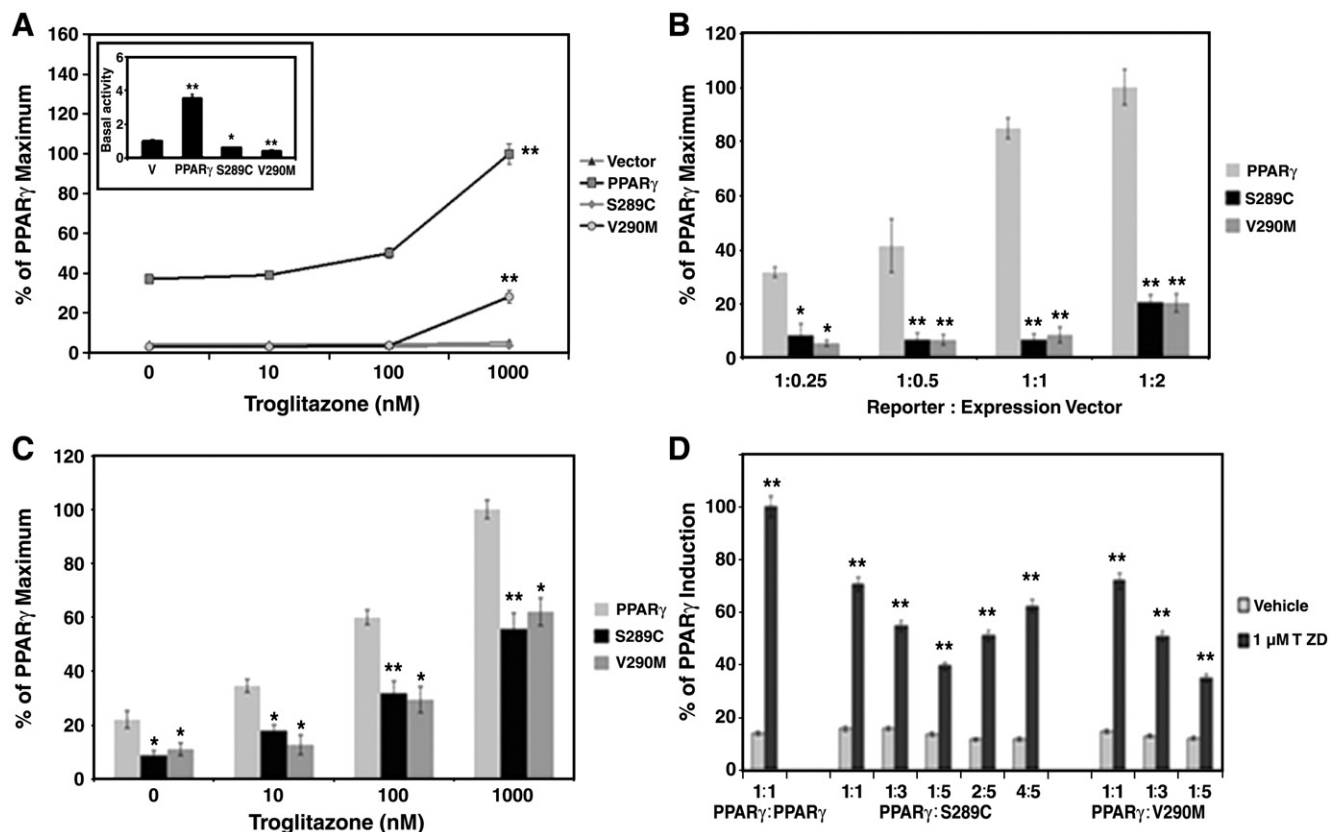 A
% of PPARγ Maximum
160
140
120
100
80
60
40
20
0
Basal activity
6
4
2
0
**
*
**
V PPARγ S289C V290M
**
**
Vector
PPARγ
S289C
V290M
0 10 100 1000
Troglitazone (nM)
B
% of PPARγ Maximum
120
100
80
60
40
20
0
* *
** **
** **
** **
PPARγ
S289C
V290M
1:0.25 1:0.5 1:1 1:2
Reporter : Expression Vector
C
% of PPARγ Maximum
120
100
80
60
40
20
0
* *
* *
** *
** *
PPARγ
S289C
V290M
0 10 100 1000
Troglitazone (nM)
D
% of PPARγ Induction
120
100
80
60
40
20
0
**
** ** ** ** **
** ** **
Vehicle
1 μM T ZD
1:1 1:1 1:3 1:5 2:5 4:5 1:1 1:3 1:5
PPARγ:PPARγ PPARγ:S289C PPARγ:V290M